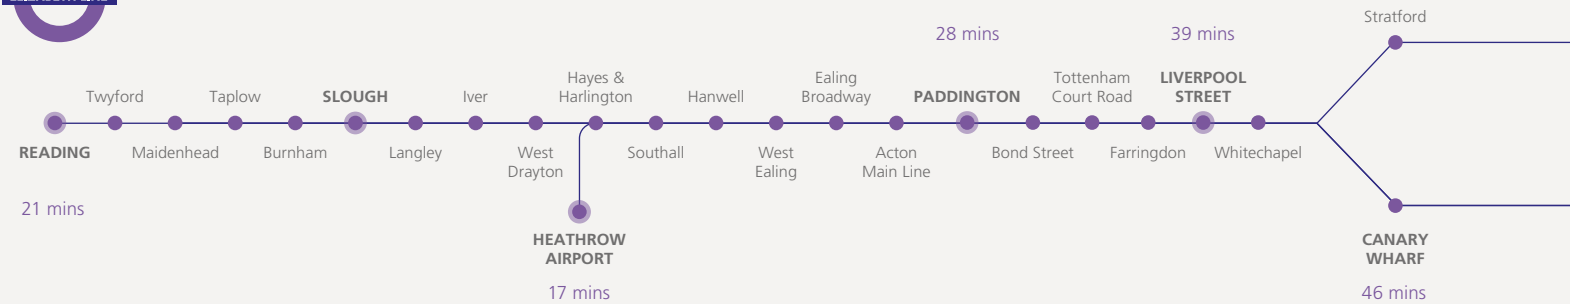 Stratford
28 mins
39 mins
Hayes &
Harlington
Ealing
Broadway
Tottenham
Court Road
LIVERPOOL
STREET
Twyford
Taplow
SLOUGH
Iver
Hanwell
PADDINGTON
READING
Maidenhead
Burnham
Langley
West
Drayton
Southall
West
Ealing
Acton
Main Line
Bond Street
Farringdon
Whitechapel
21 mins
HEATHROW
AIRPORT
17 mins
CANARY
WHARF
46 mins